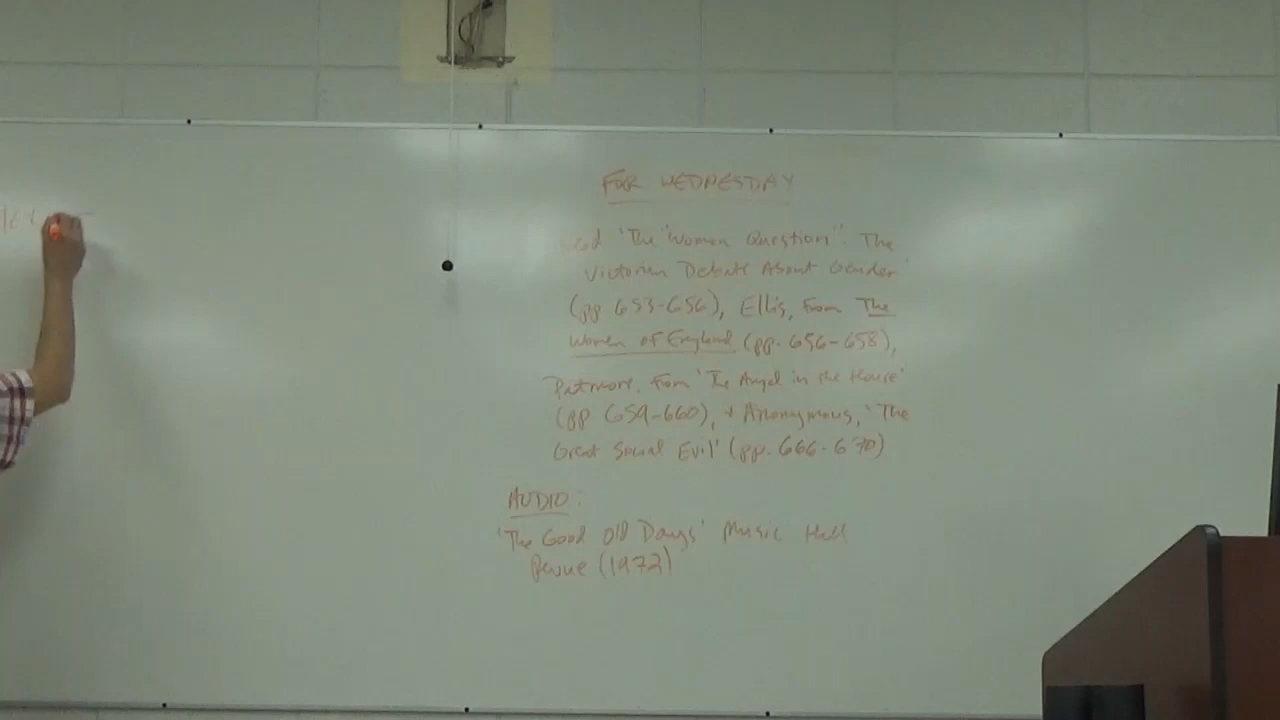 FOR WEDNESDAY
Read 'The "Women Question": The
Victorian Debate About Gender'
(pp 653-656), Ellis, from The
Women of England (pp. 656-658),
Patmore, from 'The Angel in the House'
(pp 659-660), + Anonymous, 'The
Great Social Evil' (pp. 666-670)
AUDIO:
'The Good Old Days' Music Hall
Revue (1972)